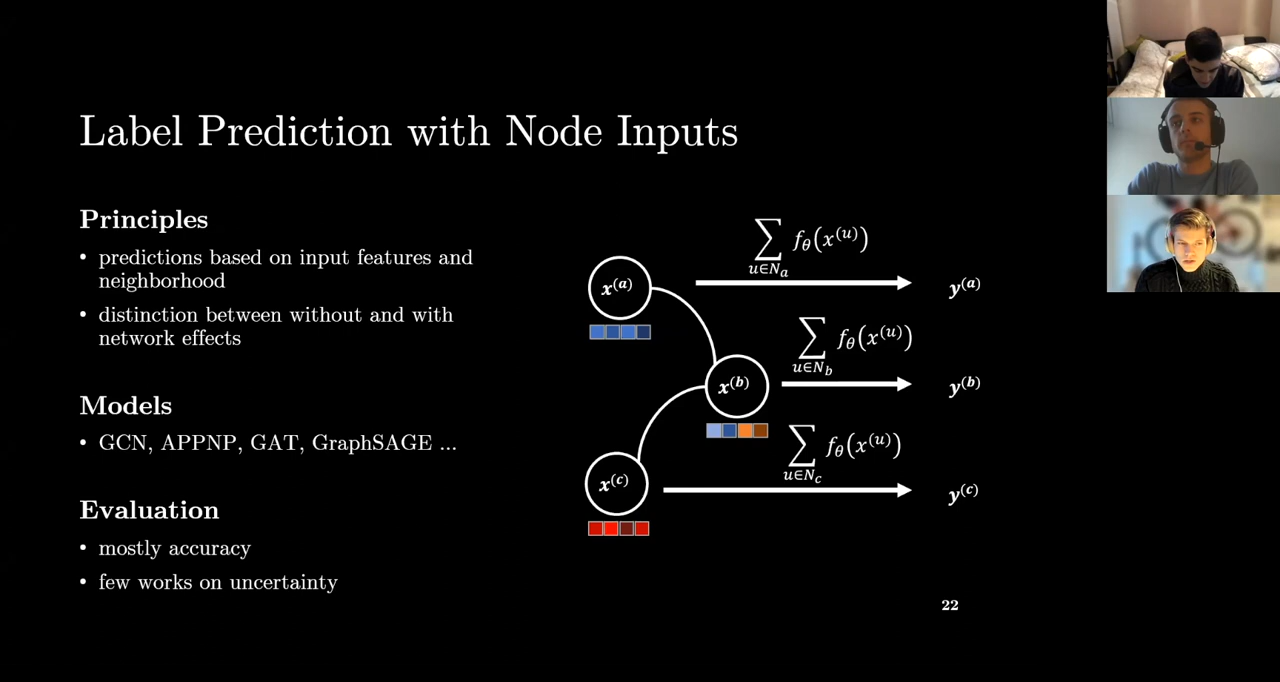 Label Prediction with Node Inputs
Principles
• predictions based on input features and
neighborhood
• distinction between without and with
network effects
Models
• GCN, APPNP, GAT, GraphSAGE ...
Evaluation
• mostly accuracy
• few works on uncertainty
x^(a)
∑_{u∈N_a} f_θ(x^(u))
y^(a)
x^(b)
∑_{u∈N_b} f_θ(x^(u))
y^(b)
x^(c)
∑_{u∈N_c} f_θ(x^(u))
y^(c)
22